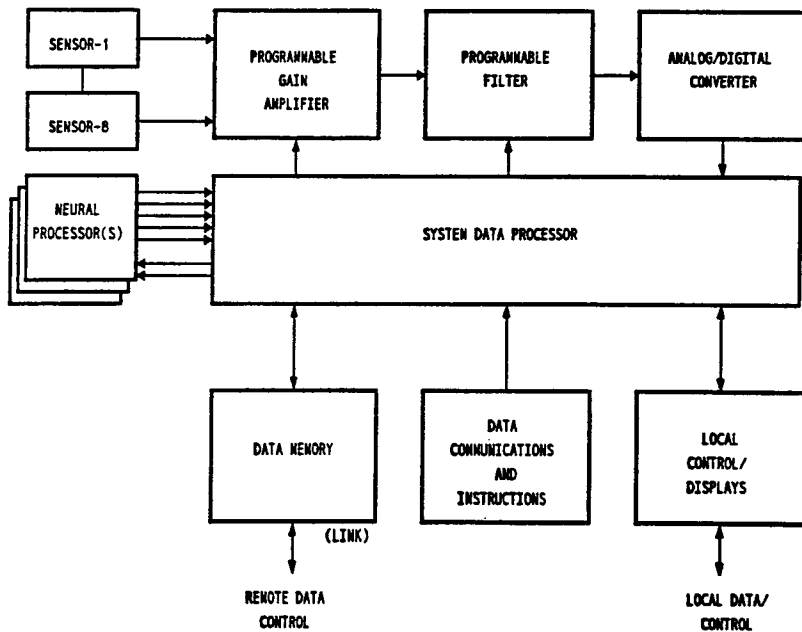 SENSOR-1
SENSOR-8
PROGRAMMABLE
GAIN
AMPLIFIER
PROGRAMMABLE
FILTER
ANALOG/DIGITAL
CONVERTER
NEURAL
PROCESSOR(S)
SYSTEN DATA PROCESSOR
DATA MEMORY
(LINK)
DATA
COMMUNICATIONS
AND
INSTRUCTIONS
LOCAL
CONTROL/
DISPLAYS
REMOTE DATA
CONTROL
LOCAL DATA/
CONTROL